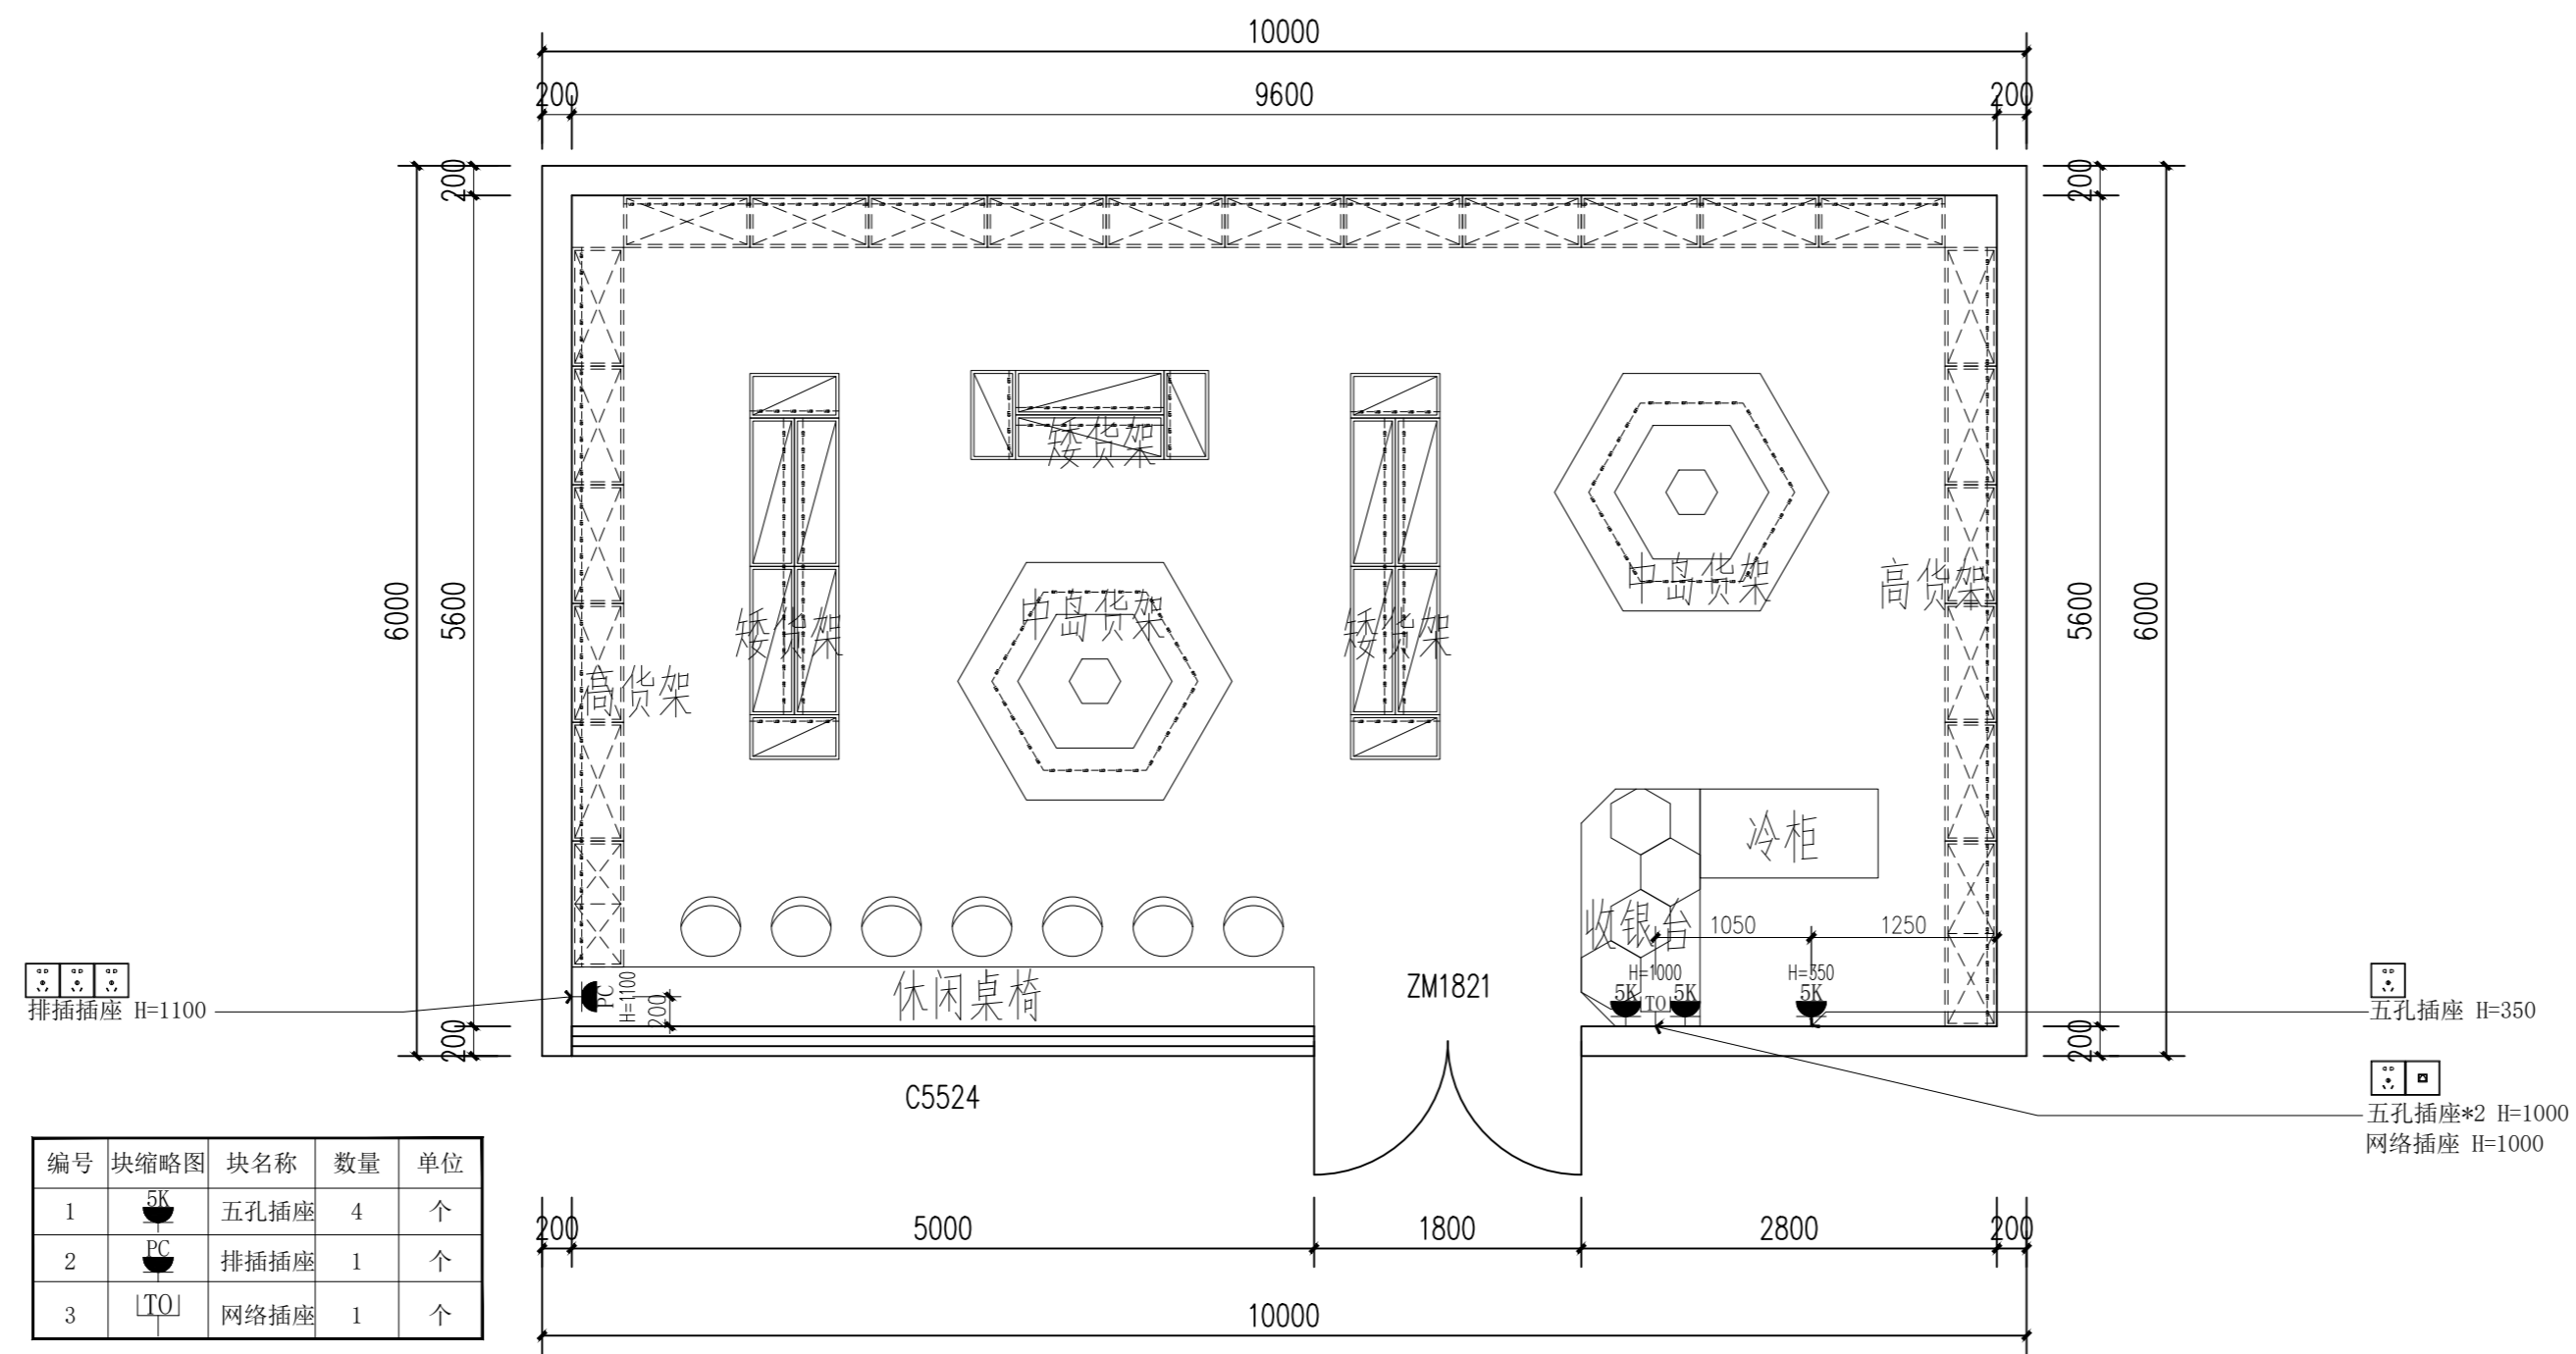 10000
200 9600 200
200
200
6000
5600
5600
6000
矮货架
中岛货架
高货架
中岛货架
矮货架
矮货架
高货架
冷柜
收银台
1050
1250
休闲桌椅
ZM1821
PC
H=1100
200
H=1000
H=350
5K TO 5K
5K
排插插座 H=1100
五孔插座 H=350
200
200
C5524
五孔插座*2 H=1000
网络插座 H=1000
编号 块缩略图 块名称 数量 单位
1 5K 五孔插座 4 个
2 PC 排插插座 1 个
3 TO 网络插座 1 个
200 5000 1800 2800 200
10000